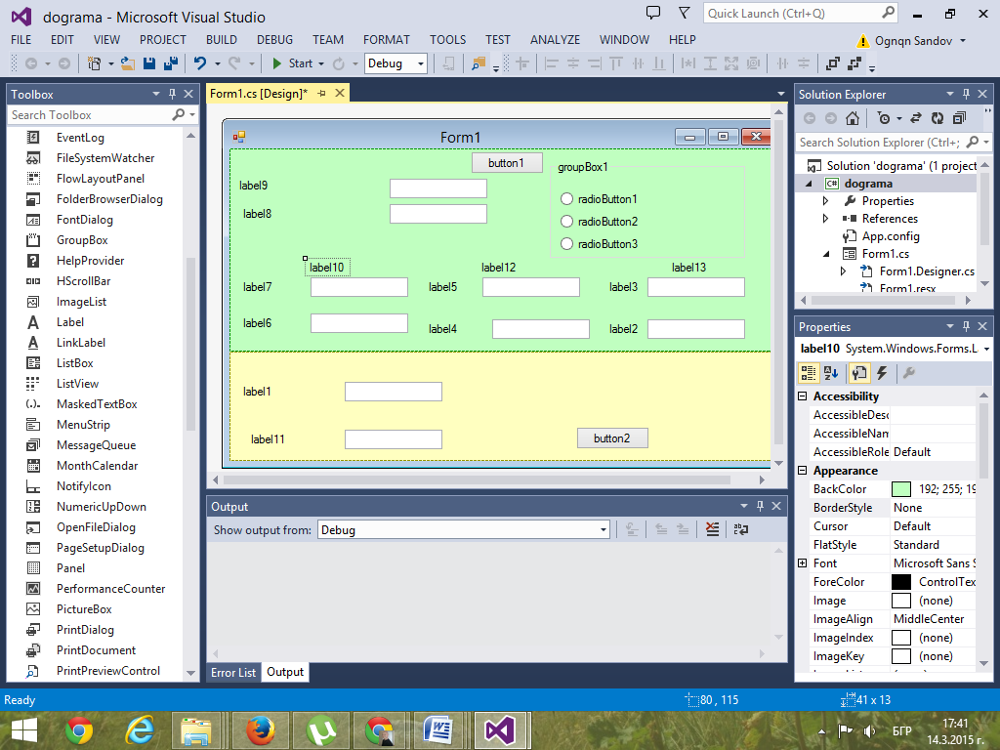 dograma - Microsoft Visual Studio
Quick Launch (Ctrl+Q)
FILE EDIT VIEW PROJECT BUILD DEBUG TEAM FORMAT TOOLS TEST ANALYZE WINDOW HELP
Ognqn Sandov
Start
Debug
Toolbox
Search Toolbox
EventLog
FileSystemWatcher
FlowLayoutPanel
FolderBrowserDialog
FontDialog
GroupBox
HelpProvider
HScrollBar
ImageList
Label
LinkLabel
ListBox
ListView
MaskedTextBox
MenuStrip
MessageQueue
MonthCalendar
NotifyIcon
NumericUpDown
OpenFileDialog
PageSetupDialog
Panel
PerformanceCounter
PictureBox
PrintDialog
PrintDocument
PrintPreviewControl
Form1.cs [Design]*
Form1
button1
groupBox1
label9
radioButton1
label8
radioButton2
radioButton3
label10 label12 label13
label7 label5 label3
label6 label4 label2
label1
label11
button2
Output
Show output from: Debug
Error List Output
Solution Explorer
Search Solution Explorer (Ctrl+;
Solution 'dograma' (1 project
C# dograma
Properties
References
App.config
Form1.cs
Form1.Designer.cs
Form1.resx
Properties
label10 System.Windows.Forms.L
Accessibility
AccessibleDesc
AccessibleNam
AccessibleRole Default
Appearance
BackColor 192; 255; 19
BorderStyle None
Cursor Default
FlatStyle Standard
Font Microsoft Sans S
ForeColor ControlTex
Image (none)
ImageAlign MiddleCenter
ImageIndex (none)
ImageKey (none)
Ready
80 , 115
41 x 13
БГР
17:41
14.3.2015 г.